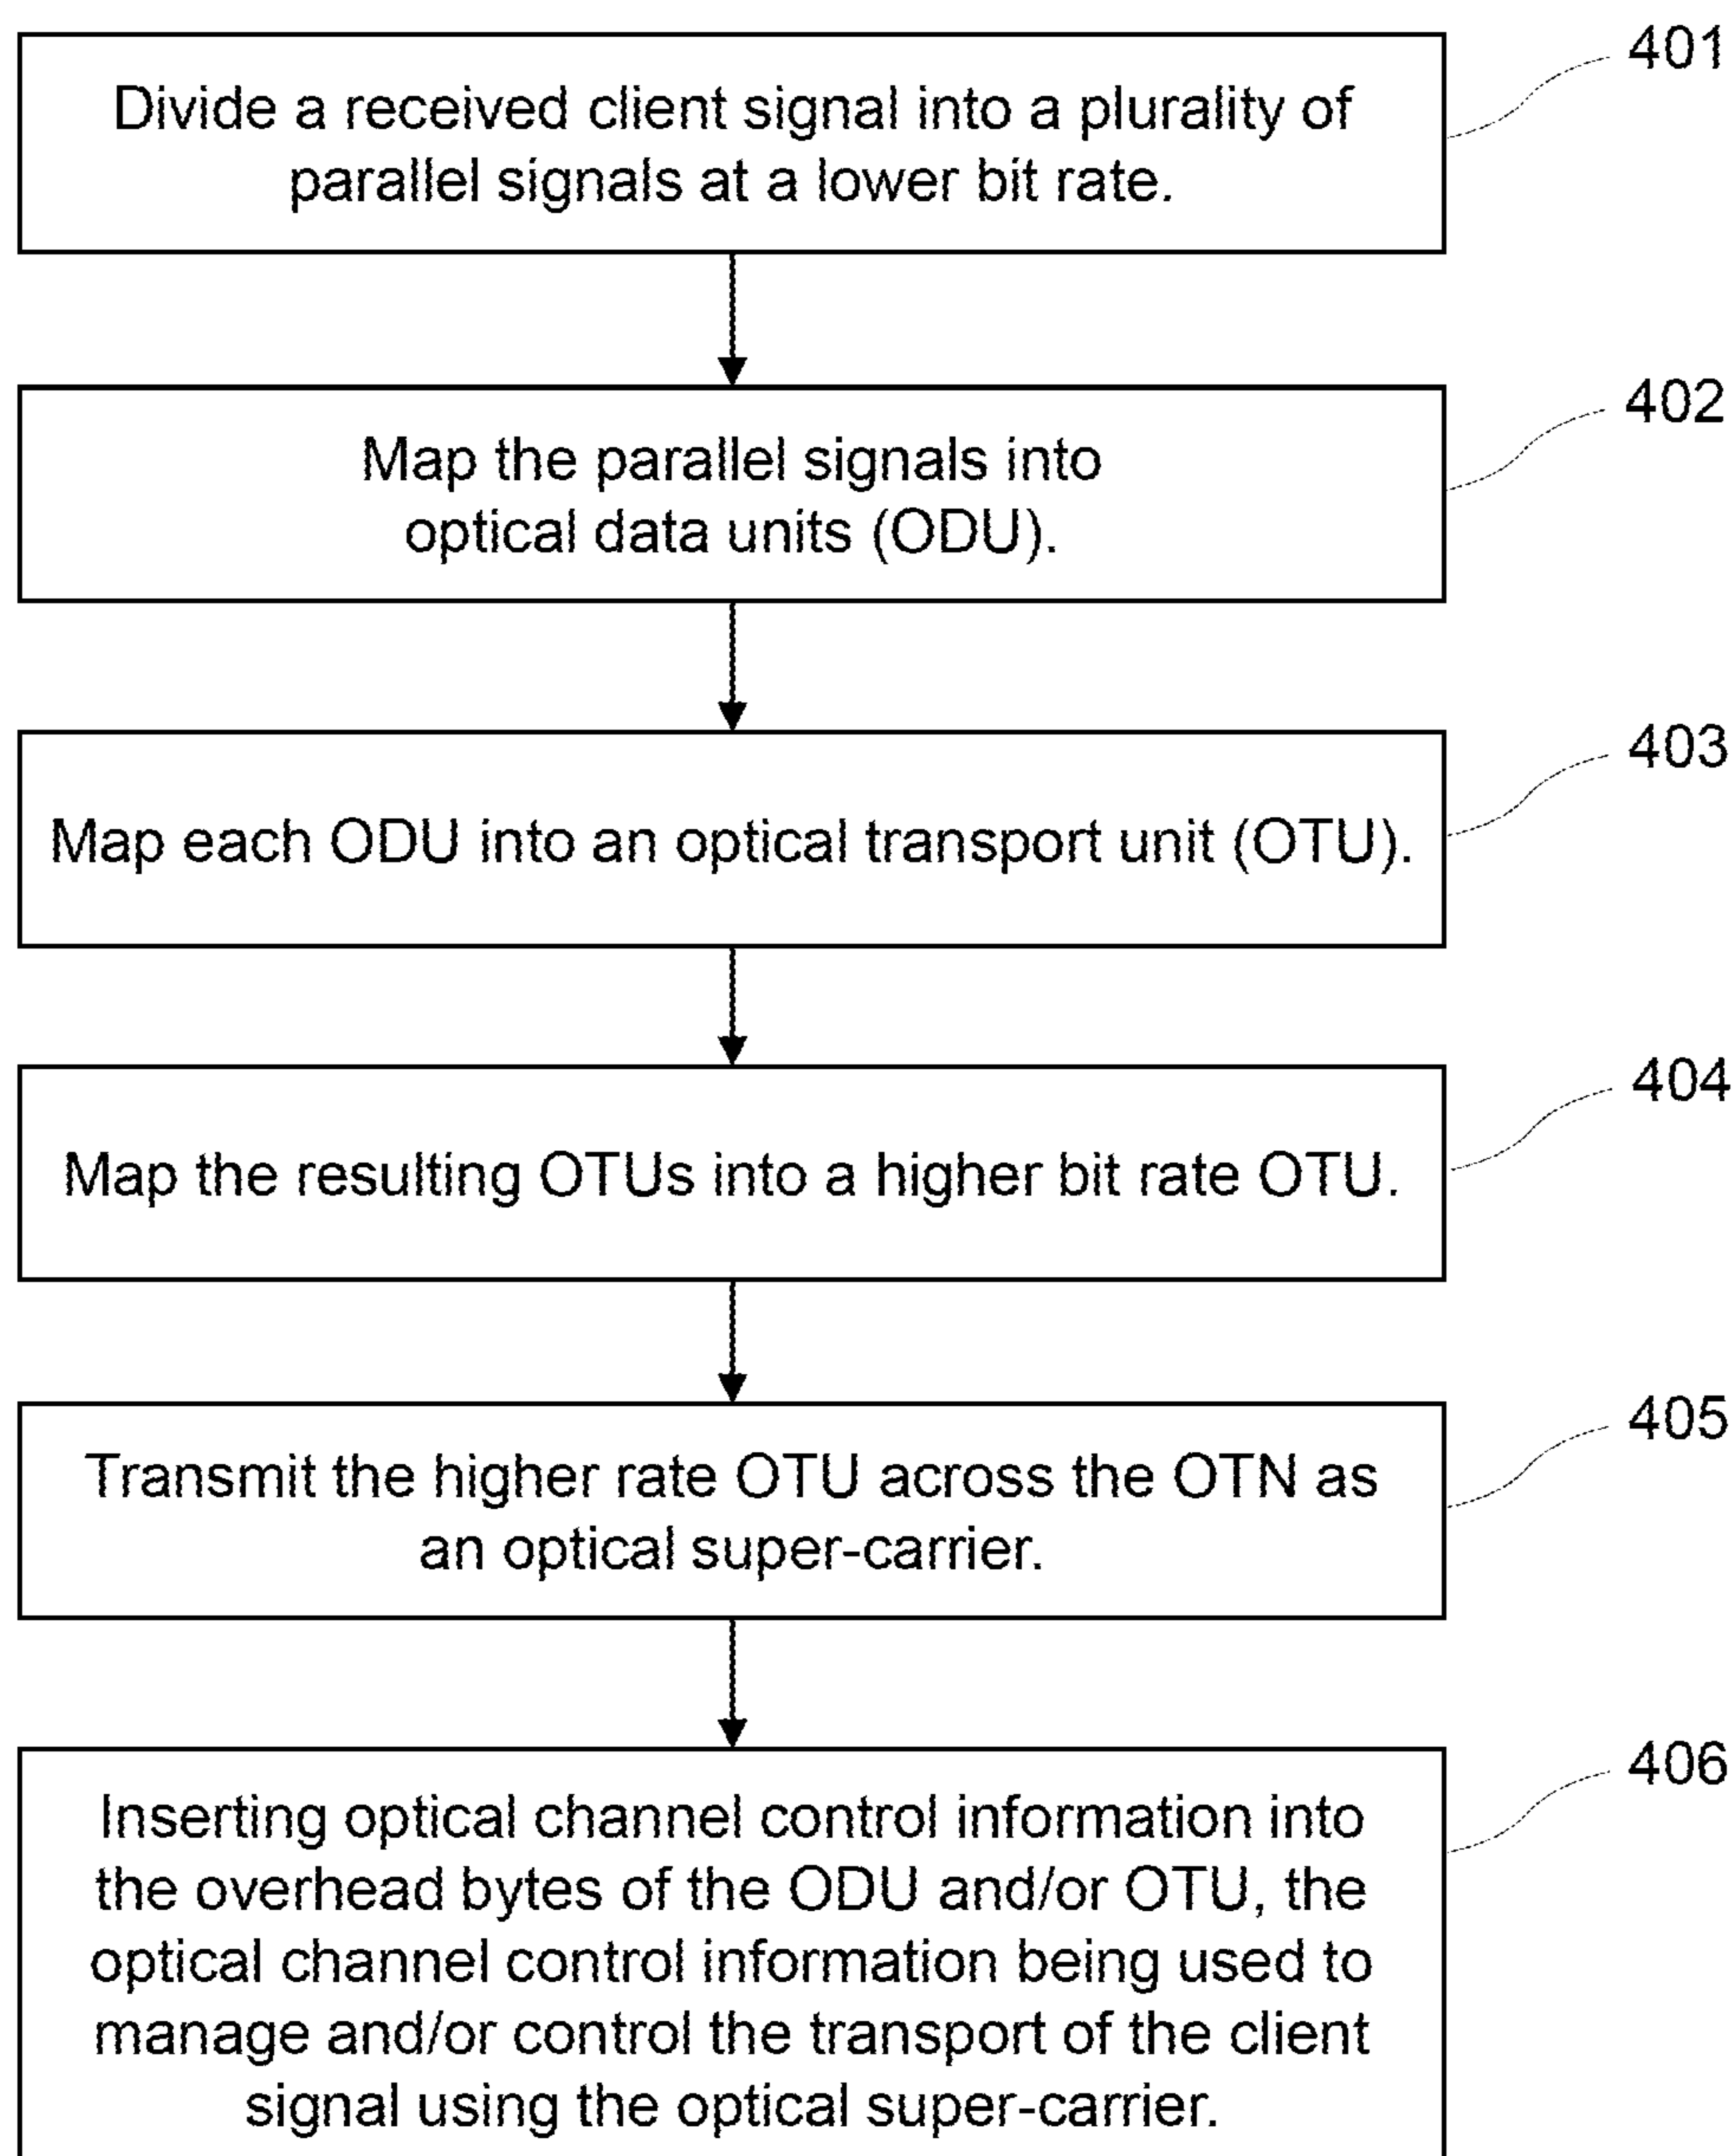 401
Divide a received client signal into a plurality of
parallel signals at a lower bit rate.
402
Map the parallel signals into
optical data units (ODU).
403
Map each ODU into an optical transport unit (OTU).
404
Map the resulting OTUs into a higher bit rate OTU.
405
Transmit the higher rate OTU across the OTN as
an optical super-carrier.
406
Inserting optical channel control information into
the overhead bytes of the ODU and/or OTU, the
optical channel control information being used to
manage and/or control the transport of the client
signal using the optical super-carrier.